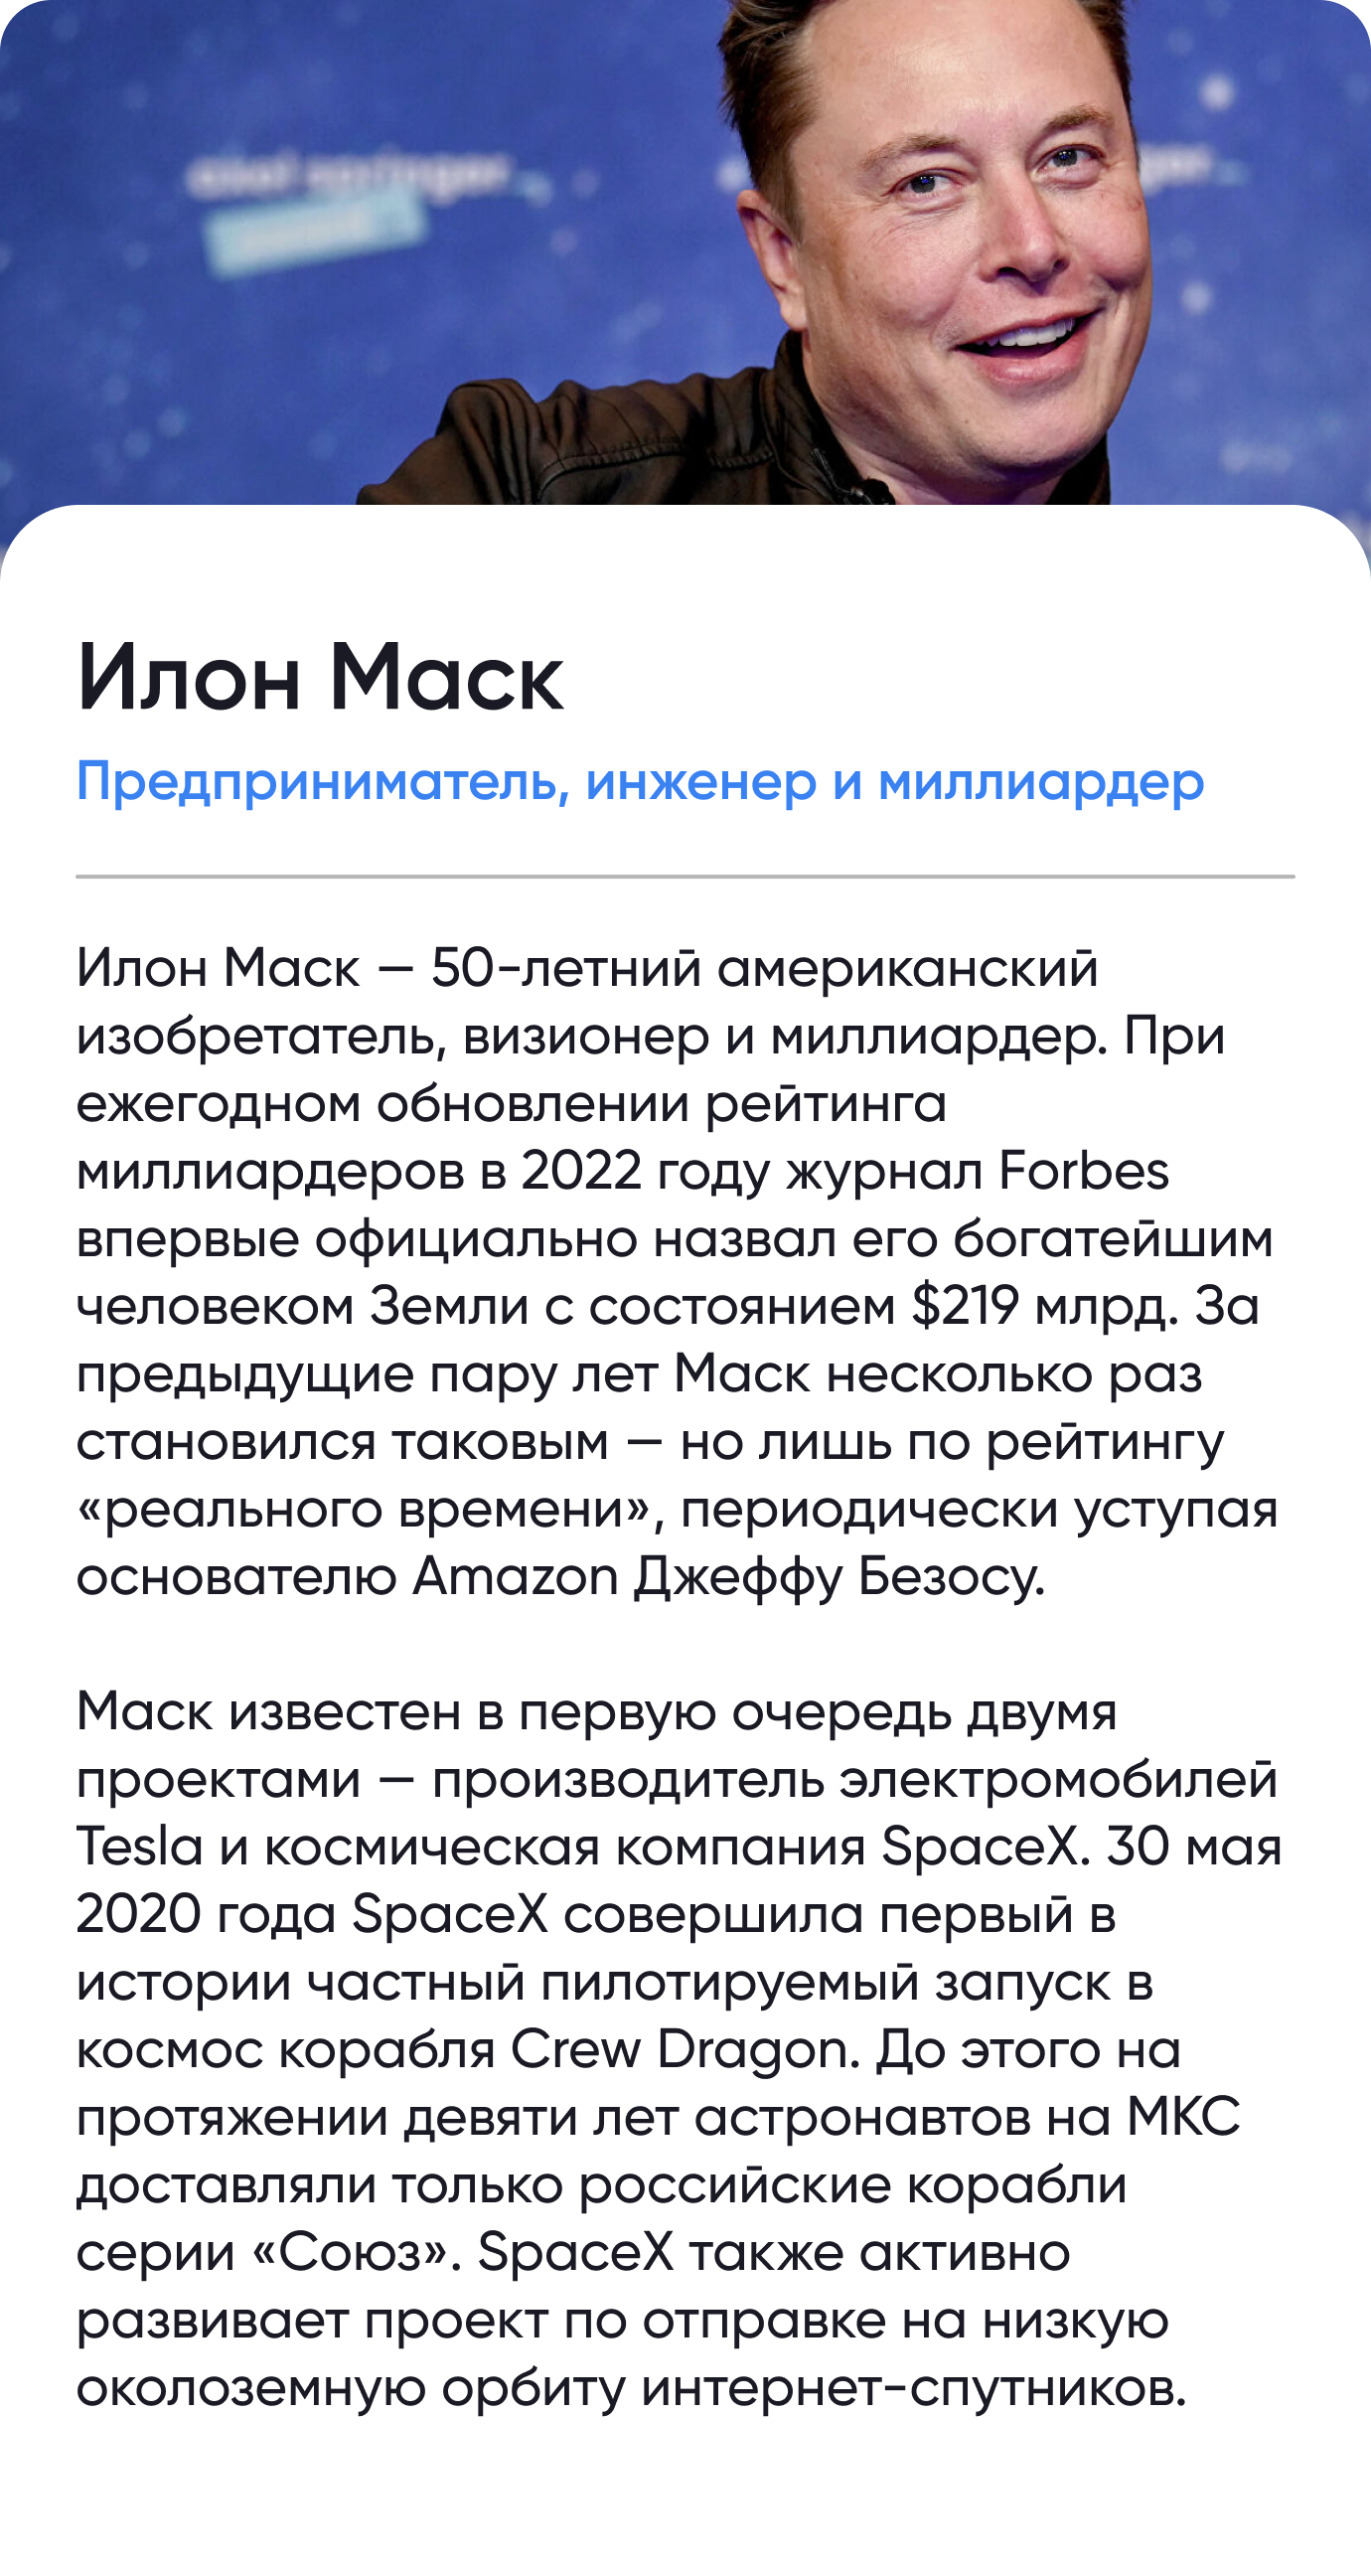 axel springer
axel springer
Илон Маск
Предприниматель, инженер и миллиардер
Илон Маск — 50-летний американский
изобретатель, визионер и миллиардер. При
ежегодном обновлении рейтинга
миллиардеров в 2022 году журнал Forbes
впервые официально назвал его богатейшим
человеком Земли с состоянием $219 млрд. За
предыдущие пару лет Маск несколько раз
становился таковым — но лишь по рейтингу
«реального времени», периодически уступая
основателю Amazon Джеффу Безосу.
Маск известен в первую очередь двумя
проектами — производитель электромобилей
Tesla и космическая компания SpaceX. 30 мая
2020 года SpaceX совершила первый в
истории частный пилотируемый запуск в
космос корабля Crew Dragon. До этого на
протяжении девяти лет астронавтов на МКС
доставляли только российские корабли
серии «Союз». SpaceX также активно
развивает проект по отправке на низкую
околоземную орбиту интернет-спутников.